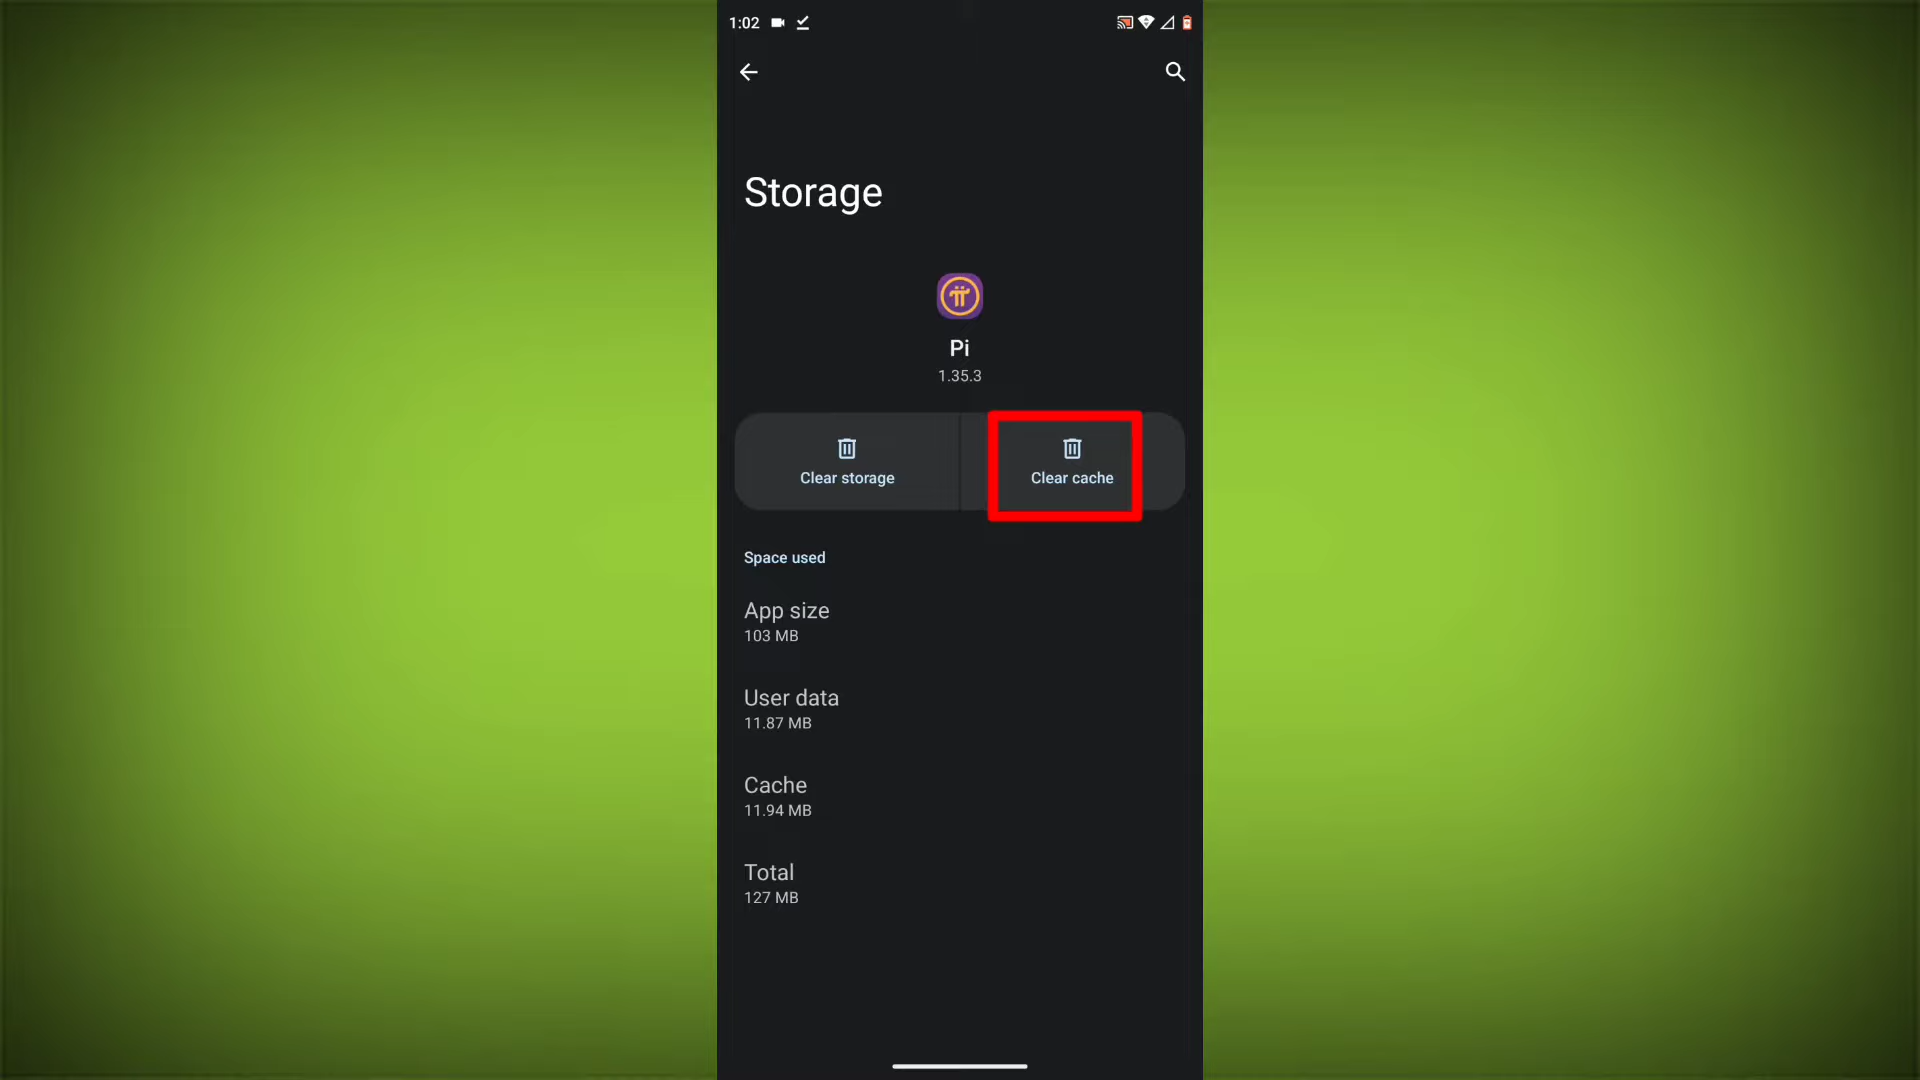 1:02
Storage
Pi
1.35.3
Clear storage
Clear cache
Space used
App size
103 MB
User data
11.87 MB
Cache
11.94 MB
Total
127 MB